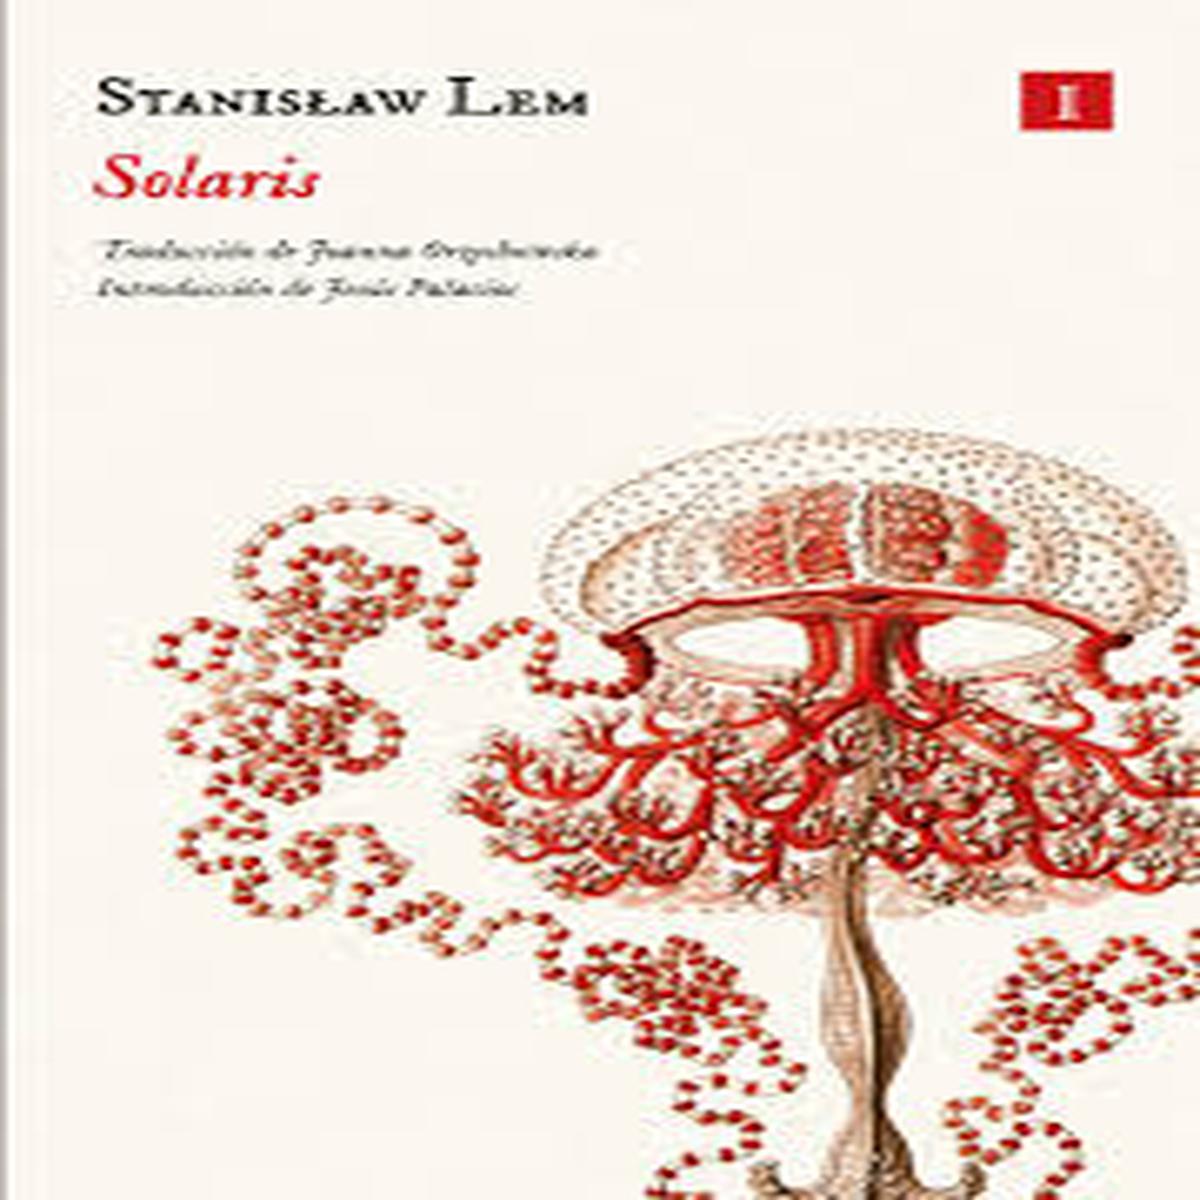 Stanisław Lem
I
Solaris
Traducción de Joanna Orzechowska
Introducción de Jesús Palacios